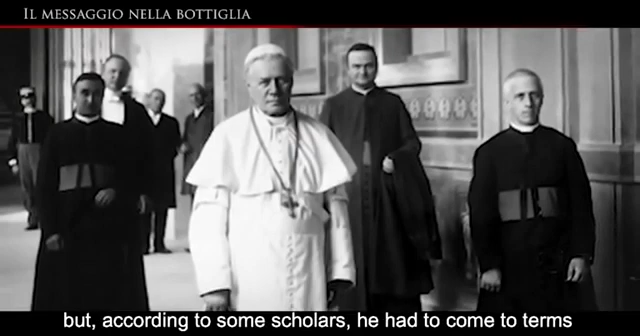 Il messaggio nella bottiglia
but, according to some scholars, he had to come to terms